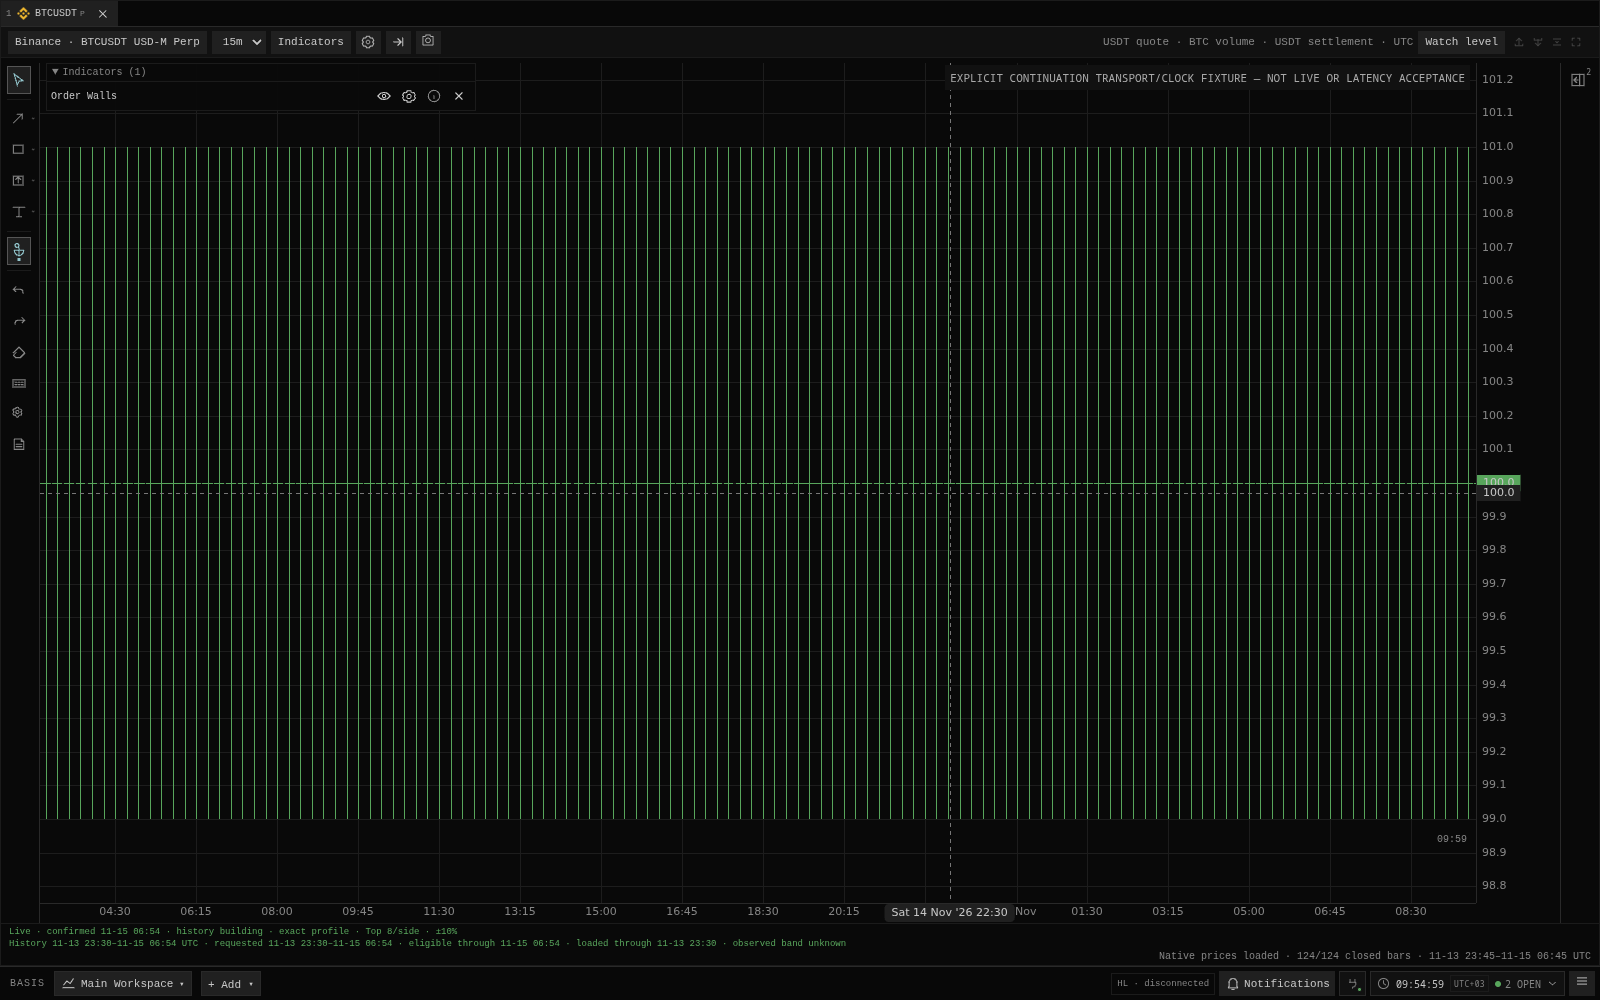 1 BTCUSDT P
Binance · BTCUSDT USD-M Perp 15m Indicators USDT quote · BTC volume · USDT settlement · UTC Watch level
▼ Indicators (1)
Order Walls
EXPLICIT CONTINUATION TRANSPORT/CLOCK FIXTURE — NOT LIVE OR LATENCY ACCEPTANCE
2
101.2
101.1
101.0
100.9
100.8
100.7
100.6
100.5
100.4
100.3
100.2
100.1
100.0
100.0
99.9
99.8
99.7
99.6
99.5
99.4
99.3
99.2
99.1
99.0
09:59
98.9
98.8
04:30 06:15 08:00 09:45 11:30 13:15 15:00 16:45 18:30 20:15 Sat 14 Nov '26 22:30 Nov 01:30 03:15 05:00 06:45 08:30
Live · confirmed 11-15 06:54 · history building · exact profile · Top 8/side · ±10%
History 11-13 23:30–11-15 06:54 UTC · requested 11-13 23:30–11-15 06:54 · eligible through 11-15 06:54 · loaded through 11-13 23:30 · observed band unknown
Native prices loaded · 124/124 closed bars · 11-13 23:45–11-15 06:45 UTC
BASIS Main Workspace ▾ + Add ▾ HL · disconnected Notifications 09:54:59 UTC+03 2 OPEN